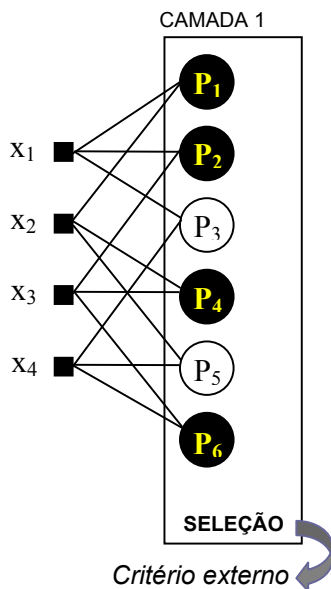 CAMADA 1
P1
x1
P2
x2
P3
x3
P4
x4
P5
P6
SELEÇÃO
Critério externo